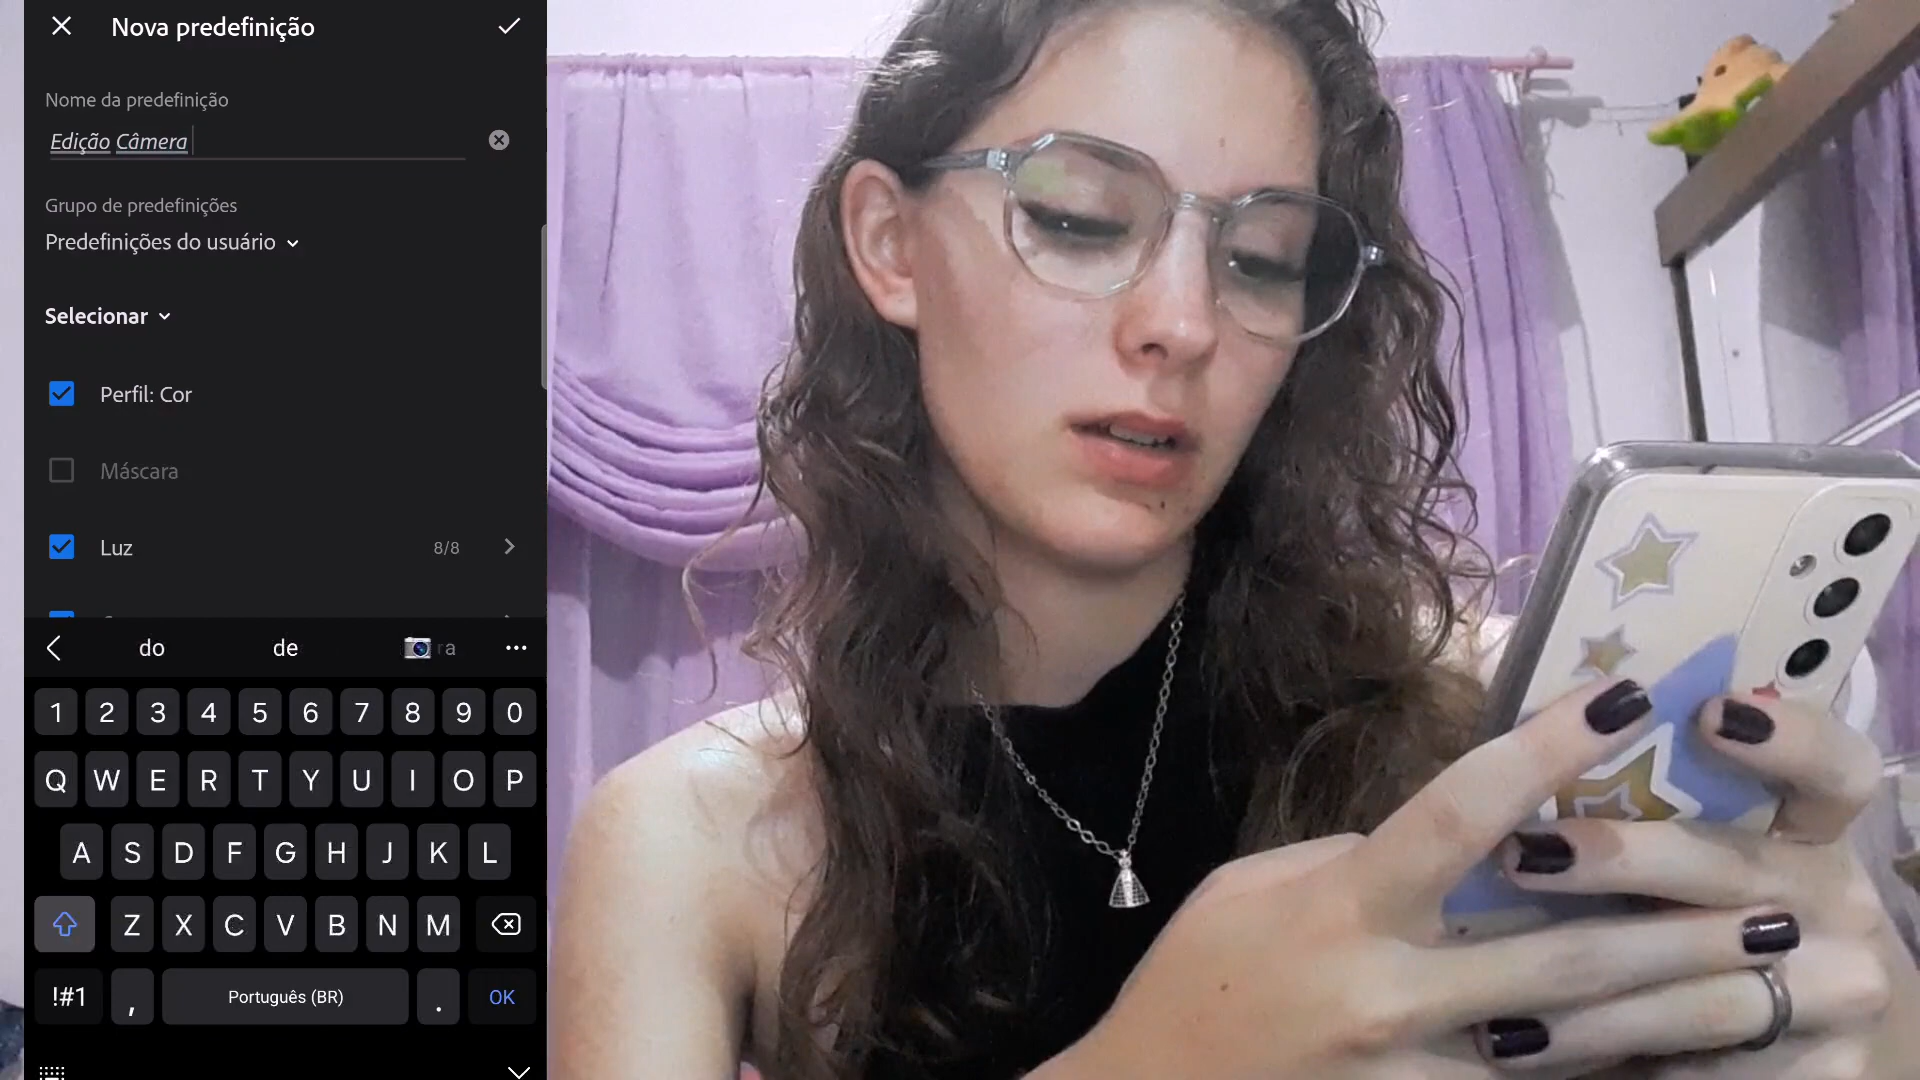 Nova predefinição
Nome da predefinição
Edição Câmera
Grupo de predefinições
Predefinições do usuário
Selecionar
Perfil: Cor
Máscara
Luz 8/8
do de ra
1 2 3 4 5 6 7 8 9 0
Q W E R T Y U I O P
A S D F G H J K L
Z X C V B N M
!#1 , Português (BR) . OK